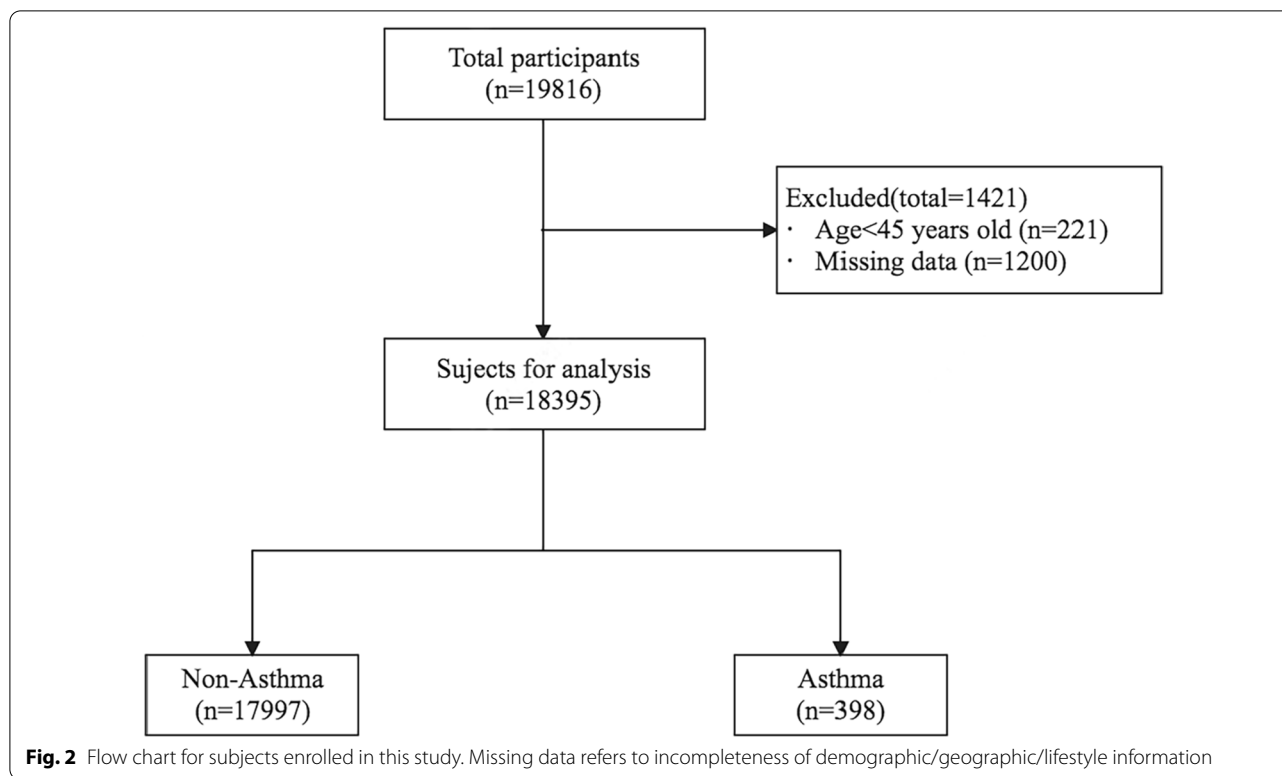 Total participants
(n=19816)
Excluded(total=1421)
· Age<45 years old (n=221)
· Missing data (n=1200)
Sujects for analysis
(n=18395)
Non-Asthma
(n=17997)
Asthma
(n=398)
Fig. 2 Flow chart for subjects enrolled in this study. Missing data refers to incompleteness of demographic/geographic/lifestyle information